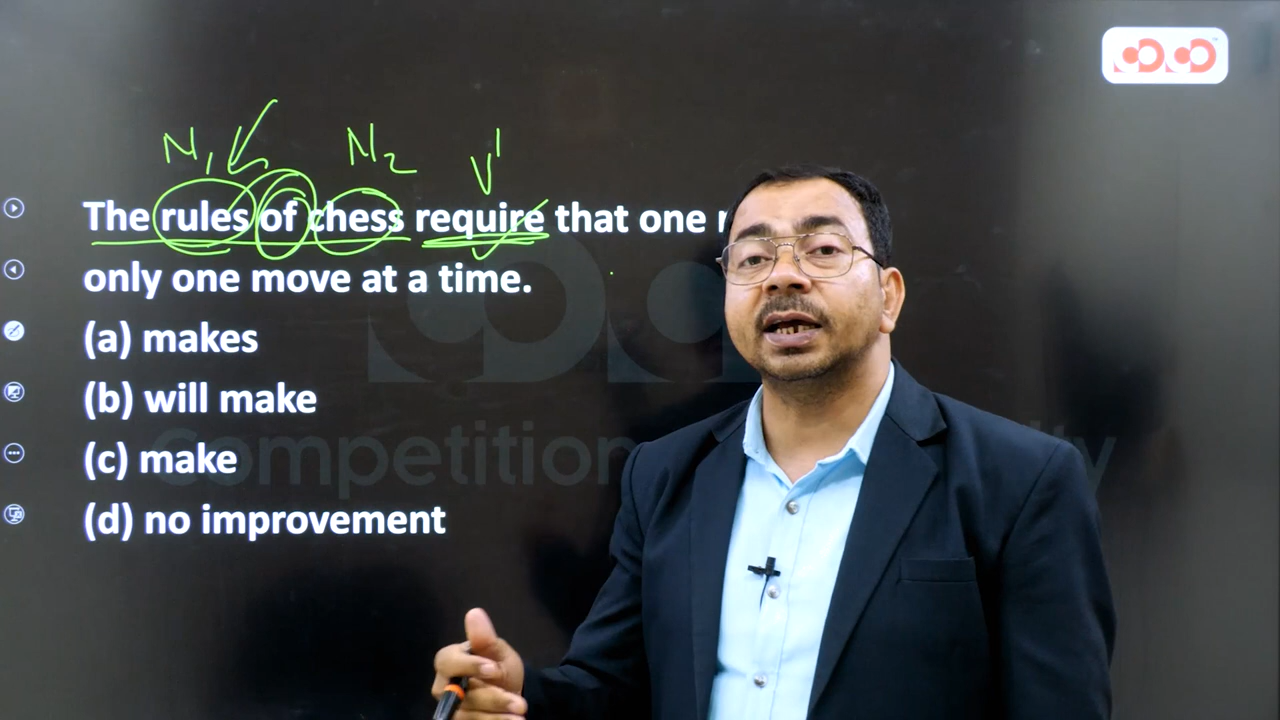 N1 N2 V1
The rules of chess require that one
only one move at a time.
(a) makes
(b) will make
(c) make
(d) no improvement
Competition